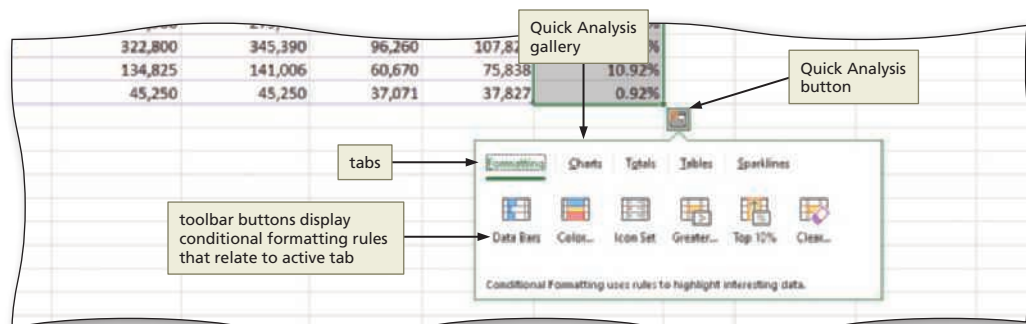 Quick Analysis
gallery
322,800 345,390 96,260 107,82
134,825 141,006 60,670 75,838 10.92%
45,250 45,250 37,071 37,827 0.92%
Quick Analysis
button
tabs
Formatting Charts Totals Tables Sparklines
toolbar buttons display
conditional formatting rules
that relate to active tab
Data Bars Color... Icon Set Greater... Top 10% Clear...
Conditional Formatting uses rules to highlight interesting data.